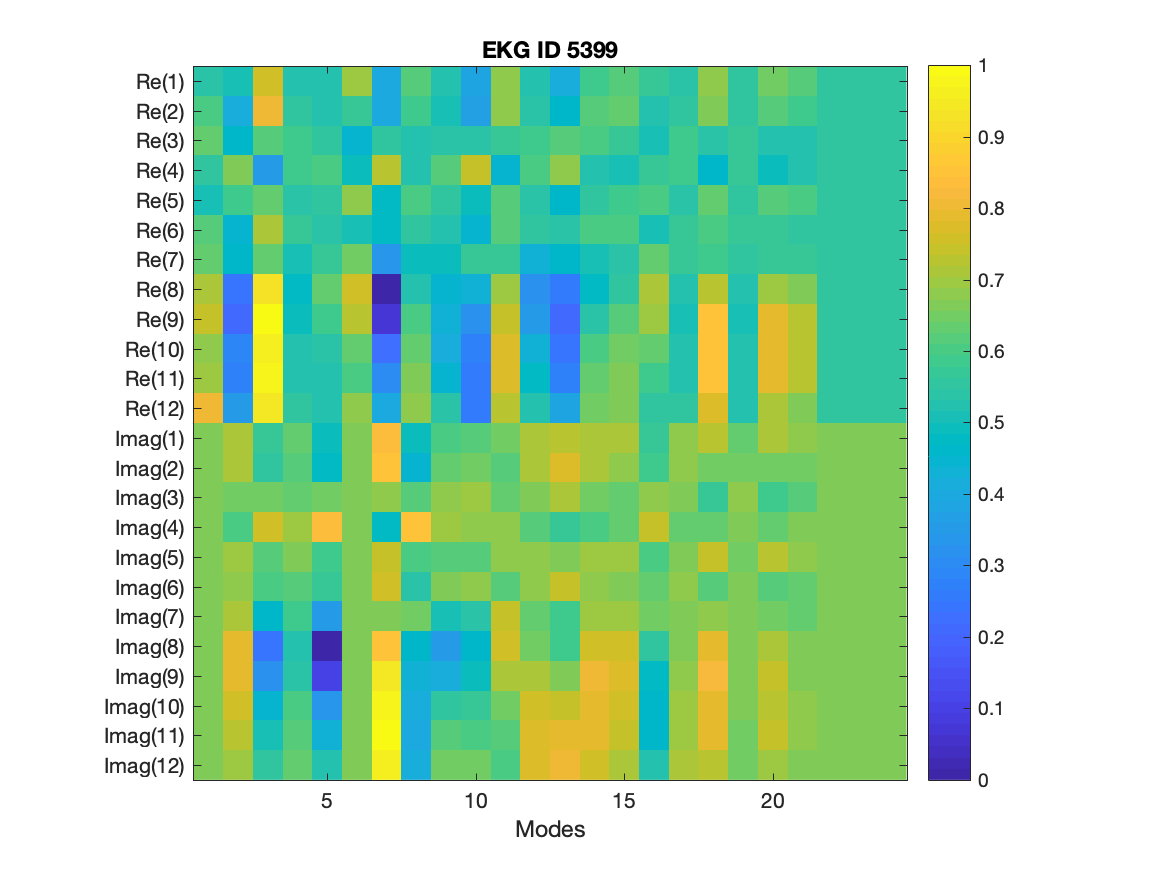 EKG ID 5399
Re(1)
Re(2)
Re(3)
Re(4)
Re(5)
Re(6)
Re(7)
Re(8)
Re(9)
Re(10)
Re(11)
Re(12)
Imag(1)
Imag(2)
Imag(3)
Imag(4)
Imag(5)
Imag(6)
Imag(7)
Imag(8)
Imag(9)
Imag(10)
Imag(11)
Imag(12)
5 10 15 20
Modes
1
0.9
0.8
0.7
0.6
0.5
0.4
0.3
0.2
0.1
0